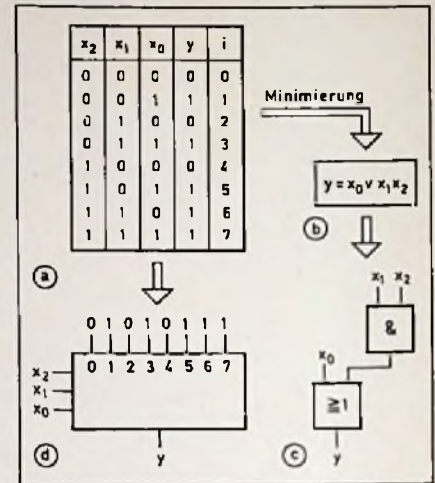 x₂ x₁ x₀ y i
0 0 0 0 0
0 0 1 1 1
0 1 0 0 2
0 1 1 1 3
1 0 0 0 4
1 0 1 1 5
1 1 0 1 6
1 1 1 1 7
Minimierung
y = x₀ ∨ x₁x₂
b
a
x₁ x₂
&
x₀
≧1
y
c
0 1 0 1 0 1 1 1
0 1 2 3 4 5 6 7
x₂
x₁
x₀
y
d